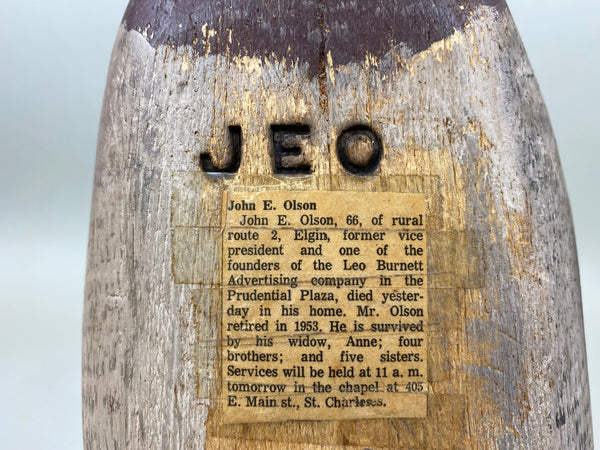 JEO
John E. Olson
John E. Olson, 66, of rural
route 2, Elgin, former vice
president and one of the
founders of the Leo Burnett
Advertising company in the
Prudential Plaza, died yester-
day in his home. Mr. Olson
retired in 1953. He is survived
by his widow, Anne; four
brothers; and five sisters.
Services will be held at 11 a. m.
tomorrow in the chapel at 405
E. Main st., St. Charleses.